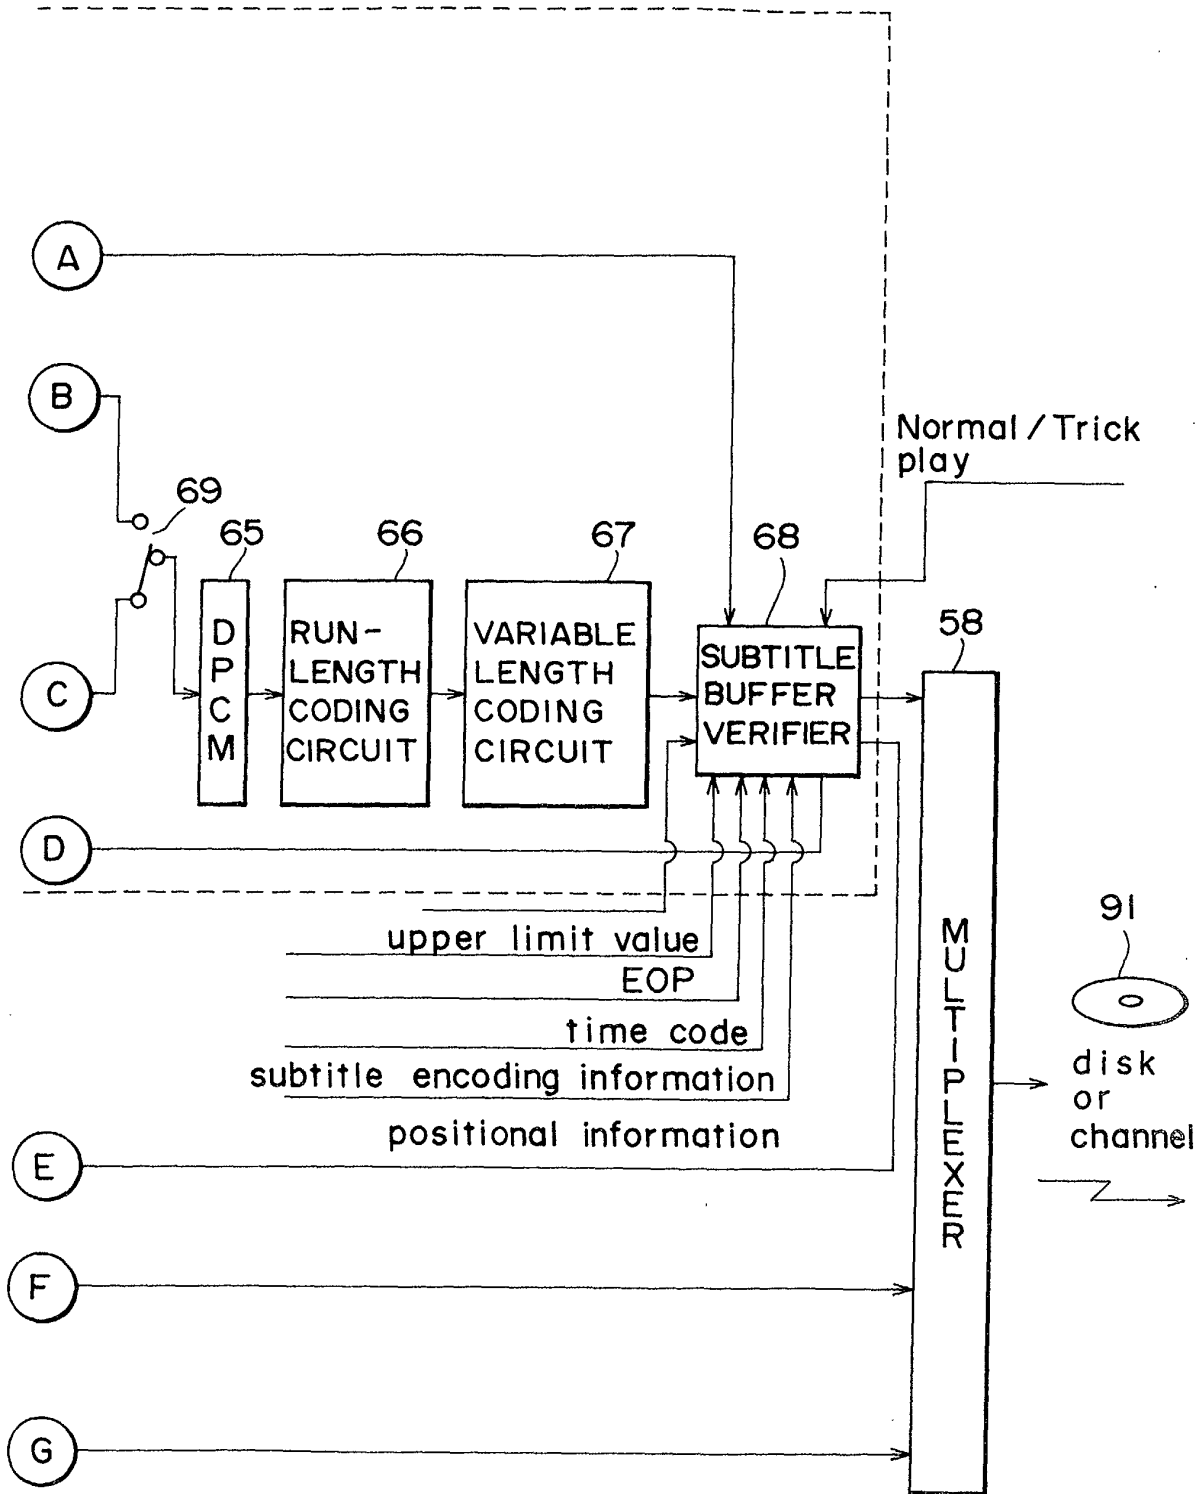 A
B
Normal / Trick
play
69
65
66
67
68
58
D
P
C
M
RUN-
LENGTH
CODING
CIRCUIT
VARIABLE
LENGTH
CODING
CIRCUIT
SUBTITLE
BUFFER
VERIFIER
C
D
upper limit value
EOP
time code
subtitle encoding information
positional information
MULTIPLEXER
91
disk
or
channel
E
F
G